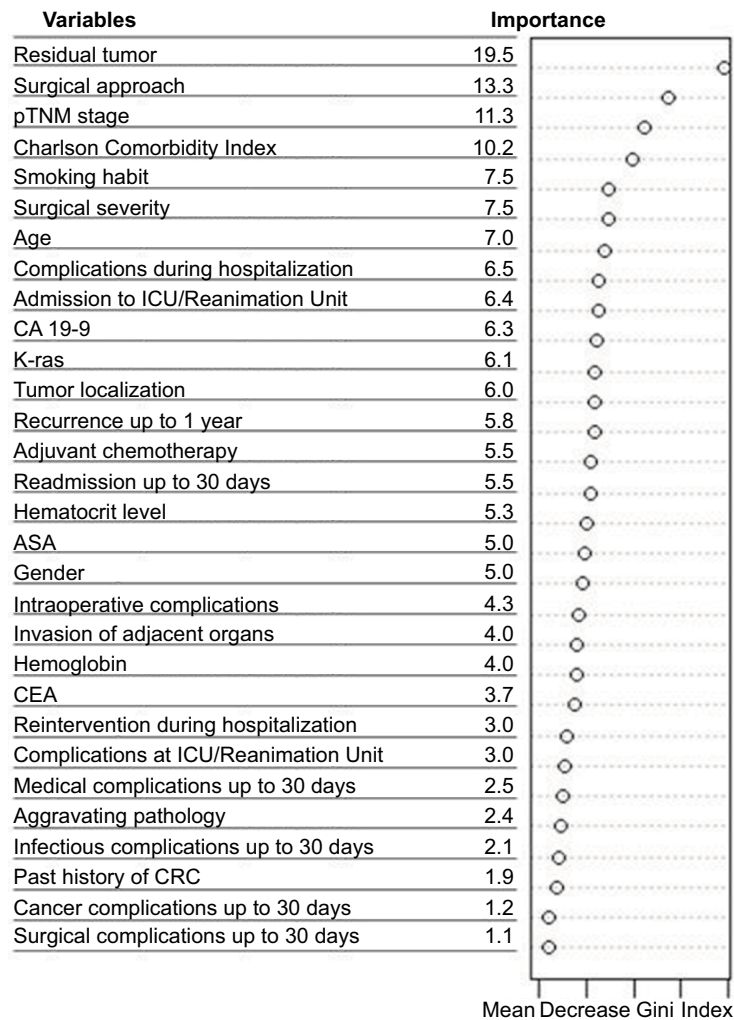 Variables Importance
Residual tumor 19.5
Surgical approach 13.3
pTNM stage 11.3
Charlson Comorbidity Index 10.2
Smoking habit 7.5
Surgical severity 7.5
Age 7.0
Complications during hospitalization 6.5
Admission to ICU/Reanimation Unit 6.4
CA 19-9 6.3
K-ras 6.1
Tumor localization 6.0
Recurrence up to 1 year 5.8
Adjuvant chemotherapy 5.5
Readmission up to 30 days 5.5
Hematocrit level 5.3
ASA 5.0
Gender 5.0
Intraoperative complications 4.3
Invasion of adjacent organs 4.0
Hemoglobin 4.0
CEA 3.7
Reintervention during hospitalization 3.0
Complications at ICU/Reanimation Unit 3.0
Medical complications up to 30 days 2.5
Aggravating pathology 2.4
Infectious complications up to 30 days 2.1
Past history of CRC 1.9
Cancer complications up to 30 days 1.2
Surgical complications up to 30 days 1.1
Mean Decrease Gini Index